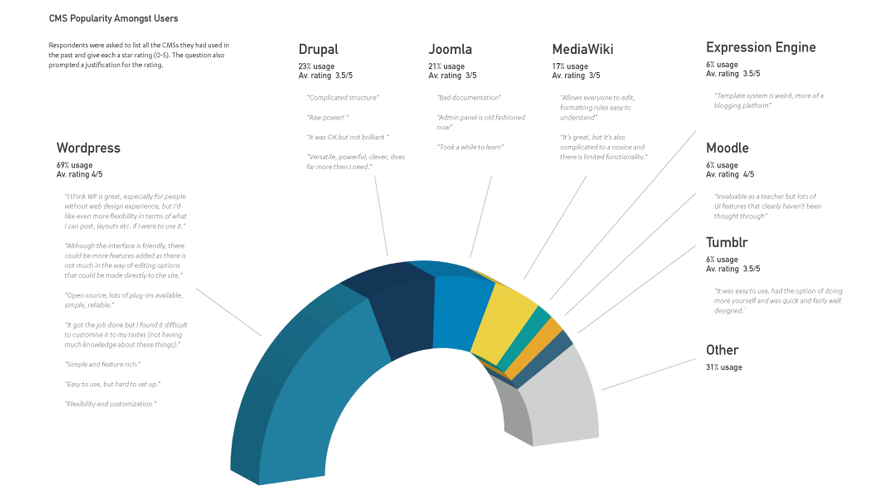 CMS Popularity Amongst Users
Respondents were asked to list all the CMSs they had used in
the past and give each a star rating (0-5). The question also
prompted a justification for the rating.
Wordpress
69% usage
Av. rating 4/5
"I think WP is great, especially for people
without web design experience, but I'd
like even more flexibility in terms of what
I can post, layouts etc. if I were to use it."
"Although the interface is friendly, there
could be more features added as there is
not much in the way of editing options
that could be made directly to the site."
"Open source, lots of plug-ins available,
simple, reliable."
"It got the job done but I found it difficult
to customise it to my tastes (not having
much knowledge about these things)."
"Simple and feature rich."
"Easy to use, but hard to set up."
"Flexibility and customization "
Drupal
23% usage
Av. rating 3.5/5
"Complicated structure"
"Raw power! "
"It was OK but not brilliant "
"Versatile, powerful, clever, does
far more then I need."
Joomla
21% usage
Av. rating 3/5
"Bad documentation"
"Admin panel is old fashioned
now"
"Took a while to learn"
MediaWiki
17% usage
Av. rating 3/5
"Allows everyone to edit,
formatting rules easy to
understand"
"It's great, but it's also
complicated to a novice and
there is limited functionality."
Expression Engine
6% usage
Av. rating 3.5/5
"Template system is weird, more of a
blogging platform"
Moodle
6% usage
Av. rating 4/5
"Invaluable as a teacher but lots of
UI features that clearly haven't been
thought through"
Tumblr
6% usage
Av. rating 3.5/5
"It was easy to use, had the option of doing
more yourself and was quick and fairly well
designed.¨
Other
31% usage